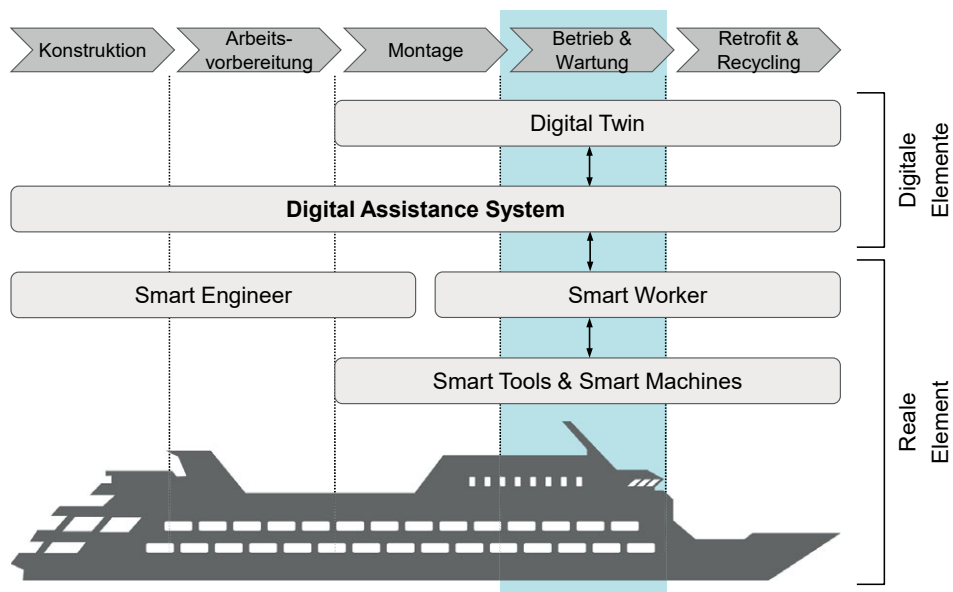 Konstruktion
Arbeits-
vorbereitung
Montage
Betrieb &
Wartung
Retrofit &
Recycling
Digital Twin
Digital Assistance System
Digitale
Elemente
Smart Engineer
Smart Worker
Smart Tools & Smart Machines
Reale
Element